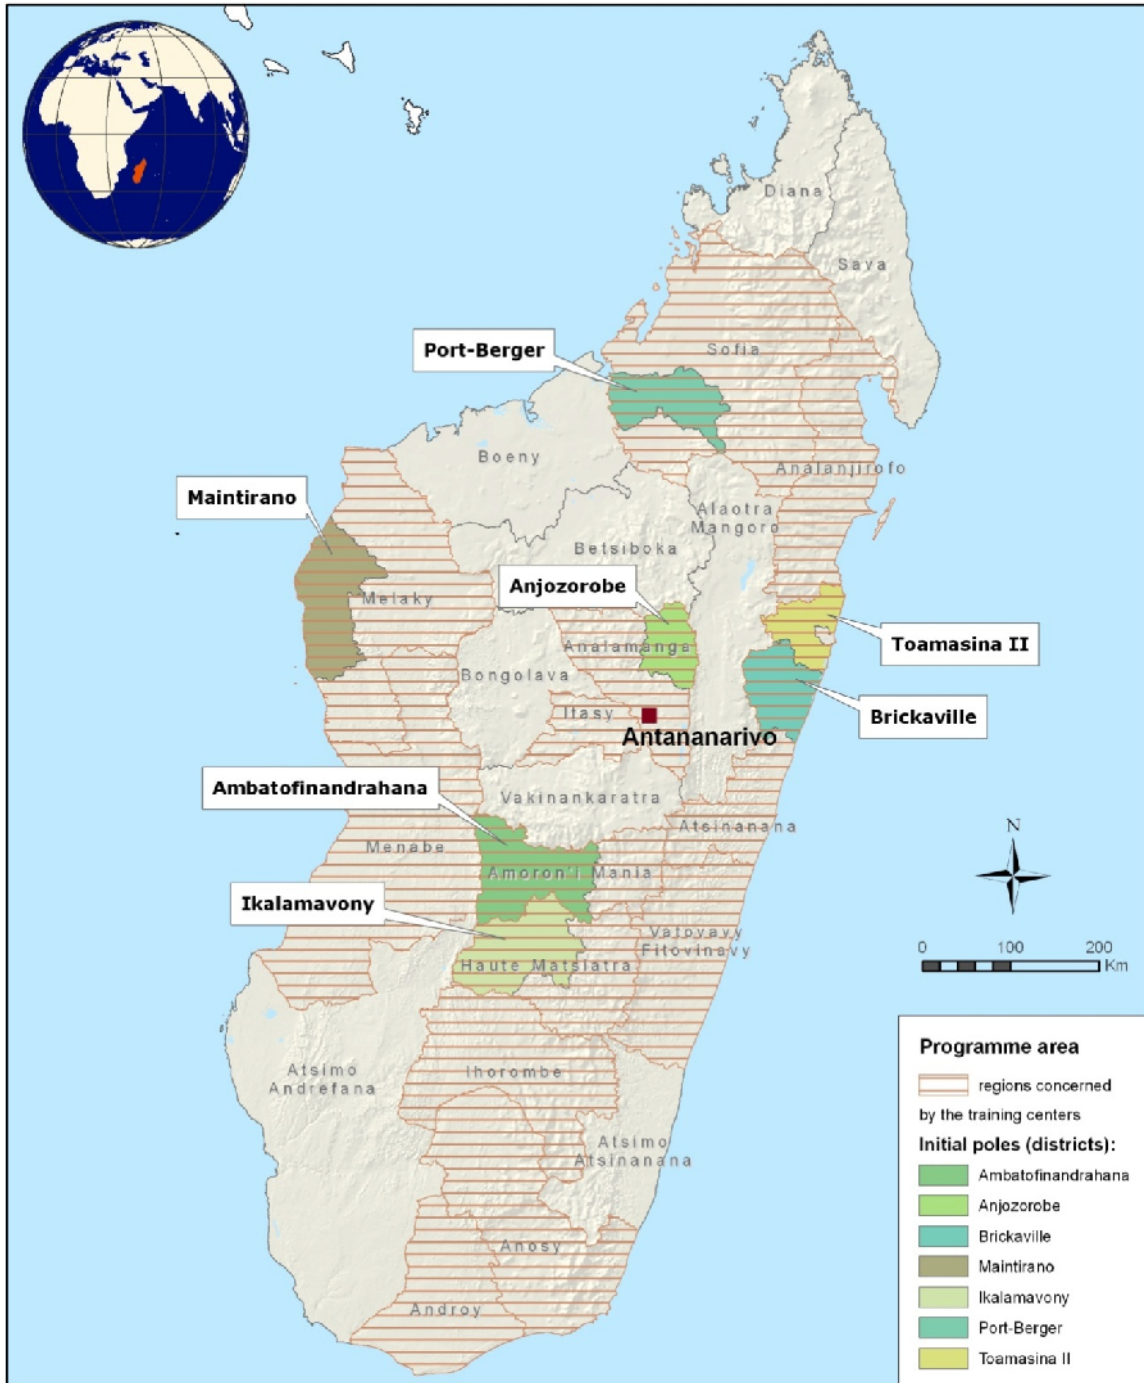 Diana
Sava
Port-Berger
Sofia
Boeny
Analanjirofo
Maintirano
Alaotra
Mangoro
Betsiboka
Anjozorobe
Melaky
Analamanga
Toamasina II
Bongolava
Itasy
Brickaville
Antananarivo
Ambatofinandrahana
Vakinankaratra
Atsinanana
N
Menabe
Amoron'i Mania
Ikalamavony
Vatovavy
Fitovinavy
Haute Matsiatra
0 100 200
Km
Atsimo
Andrefana
Ihorombe
Atsimo
Atsinanana
Anosy
Androy
Programme area
regions concerned
by the training centers
Initial poles (districts):
Ambatofinandrahana
Anjozorobe
Brickaville
Maintirano
Ikalamavony
Port-Berger
Toamasina II